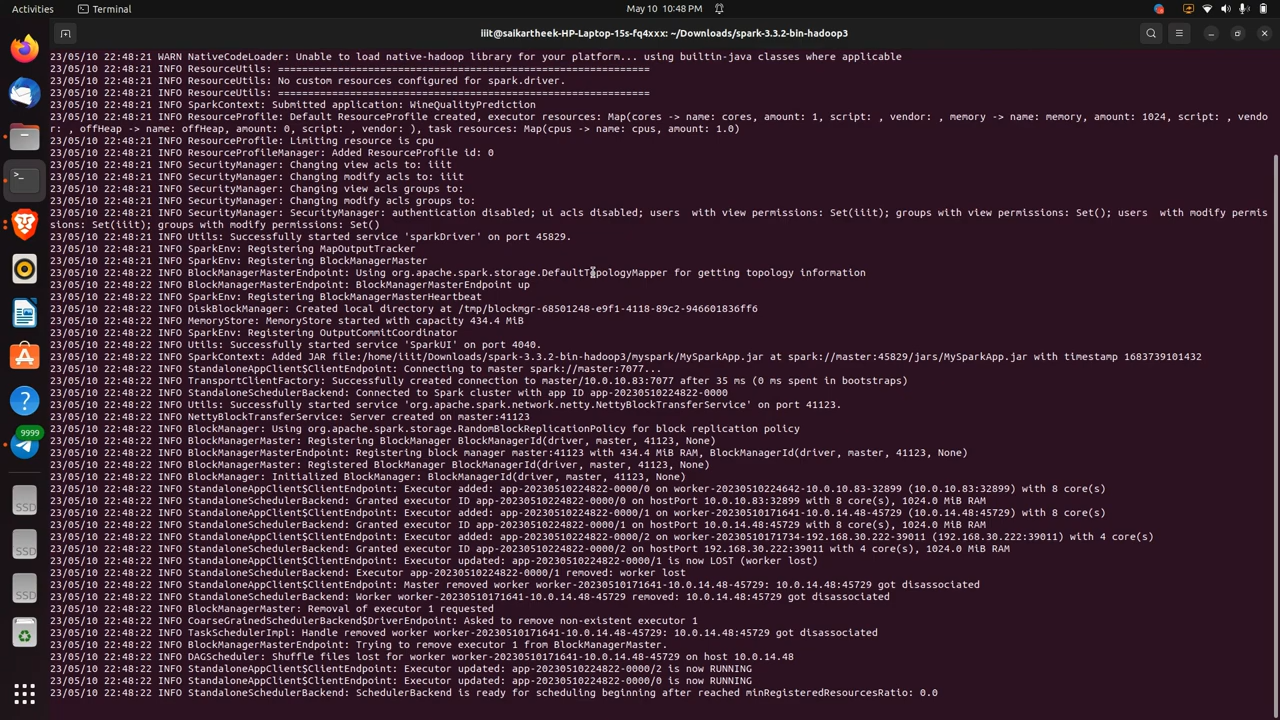 Activities
Terminal
May 10 10:48 PM
iiit@saikartheek-HP-Laptop-15s-fq4xxx: ~/Downloads/spark-3.3.2-bin-hadoop3
23/05/10 22:48:21 WARN NativeCodeLoader: Unable to load native-hadoop library for your platform... using builtin-java classes where applicable
23/05/10 22:48:21 INFO ResourceUtils: ==============================================================
23/05/10 22:48:21 INFO ResourceUtils: No custom resources configured for spark.driver.
23/05/10 22:48:21 INFO ResourceUtils: ==============================================================
23/05/10 22:48:21 INFO SparkContext: Submitted application: WineQualityPrediction
23/05/10 22:48:21 INFO ResourceProfile: Default ResourceProfile created, executor resources: Map(cores -> name: cores, amount: 1, script: , vendor: , memory -> name: memory, amount: 1024, script: , vendo
r: , offHeap -> name: offHeap, amount: 0, script: , vendor: ), task resources: Map(cpus -> name: cpus, amount: 1.0)
23/05/10 22:48:21 INFO ResourceProfile: Limiting resource is cpu
23/05/10 22:48:21 INFO ResourceProfileManager: Added ResourceProfile id: 0
23/05/10 22:48:21 INFO SecurityManager: Changing view acls to: iiit
23/05/10 22:48:21 INFO SecurityManager: Changing modify acls to: iiit
23/05/10 22:48:21 INFO SecurityManager: Changing view acls groups to:
23/05/10 22:48:21 INFO SecurityManager: Changing modify acls groups to:
23/05/10 22:48:21 INFO SecurityManager: SecurityManager: authentication disabled; ui acls disabled; users  with view permissions: Set(iiit); groups with view permissions: Set(); users  with modify permis
sions: Set(iiit); groups with modify permissions: Set()
23/05/10 22:48:21 INFO Utils: Successfully started service 'sparkDriver' on port 45829.
23/05/10 22:48:21 INFO SparkEnv: Registering MapOutputTracker
23/05/10 22:48:21 INFO SparkEnv: Registering BlockManagerMaster
23/05/10 22:48:22 INFO BlockManagerMasterEndpoint: Using org.apache.spark.storage.DefaultTopologyMapper for getting topology information
23/05/10 22:48:22 INFO BlockManagerMasterEndpoint: BlockManagerMasterEndpoint up
23/05/10 22:48:22 INFO SparkEnv: Registering BlockManagerMasterHeartbeat
23/05/10 22:48:22 INFO DiskBlockManager: Created local directory at /tmp/blockmgr-68501248-e9f1-4118-89c2-946601836ff6
23/05/10 22:48:22 INFO MemoryStore: MemoryStore started with capacity 434.4 MiB
23/05/10 22:48:22 INFO SparkEnv: Registering OutputCommitCoordinator
23/05/10 22:48:22 INFO Utils: Successfully started service 'SparkUI' on port 4040.
23/05/10 22:48:22 INFO SparkContext: Added JAR file:/home/iiit/Downloads/spark-3.3.2-bin-hadoop3/myspark/MySparkApp.jar at spark://master:45829/jars/MySparkApp.jar with timestamp 1683739101432
23/05/10 22:48:22 INFO StandaloneAppClient$ClientEndpoint: Connecting to master spark://master:7077...
23/05/10 22:48:22 INFO TransportClientFactory: Successfully created connection to master/10.0.10.83:7077 after 35 ms (0 ms spent in bootstraps)
23/05/10 22:48:22 INFO StandaloneSchedulerBackend: Connected to Spark cluster with app ID app-20230510224822-0000
23/05/10 22:48:22 INFO Utils: Successfully started service 'org.apache.spark.network.netty.NettyBlockTransferService' on port 41123.
23/05/10 22:48:22 INFO NettyBlockTransferService: Server created on master:41123
23/05/10 22:48:22 INFO BlockManager: Using org.apache.spark.storage.RandomBlockReplicationPolicy for block replication policy
23/05/10 22:48:22 INFO BlockManagerMaster: Registering BlockManager BlockManagerId(driver, master, 41123, None)
23/05/10 22:48:22 INFO BlockManagerMasterEndpoint: Registering block manager master:41123 with 434.4 MiB RAM, BlockManagerId(driver, master, 41123, None)
23/05/10 22:48:22 INFO BlockManagerMaster: Registered BlockManager BlockManagerId(driver, master, 41123, None)
23/05/10 22:48:22 INFO BlockManager: Initialized BlockManager: BlockManagerId(driver, master, 41123, None)
23/05/10 22:48:22 INFO StandaloneAppClient$ClientEndpoint: Executor added: app-20230510224822-0000/0 on worker-20230510224642-10.0.10.83-32899 (10.0.10.83:32899) with 8 core(s)
23/05/10 22:48:22 INFO StandaloneSchedulerBackend: Granted executor ID app-20230510224822-0000/0 on hostPort 10.0.10.83:32899 with 8 core(s), 1024.0 MiB RAM
23/05/10 22:48:22 INFO StandaloneAppClient$ClientEndpoint: Executor added: app-20230510224822-0000/1 on worker-20230510171641-10.0.14.48-45729 (10.0.14.48:45729) with 8 core(s)
23/05/10 22:48:22 INFO StandaloneSchedulerBackend: Granted executor ID app-20230510224822-0000/1 on hostPort 10.0.14.48:45729 with 8 core(s), 1024.0 MiB RAM
23/05/10 22:48:22 INFO StandaloneAppClient$ClientEndpoint: Executor added: app-20230510224822-0000/2 on worker-20230510171734-192.168.30.222-39011 (192.168.30.222:39011) with 4 core(s)
23/05/10 22:48:22 INFO StandaloneSchedulerBackend: Granted executor ID app-20230510224822-0000/2 on hostPort 192.168.30.222:39011 with 4 core(s), 1024.0 MiB RAM
23/05/10 22:48:22 INFO StandaloneAppClient$ClientEndpoint: Executor updated: app-20230510224822-0000/1 is now LOST (worker lost)
23/05/10 22:48:22 INFO StandaloneSchedulerBackend: Executor app-20230510224822-0000/1 removed: worker lost
23/05/10 22:48:22 INFO StandaloneAppClient$ClientEndpoint: Master removed worker worker-20230510171641-10.0.14.48-45729: 10.0.14.48:45729 got disassociated
23/05/10 22:48:22 INFO StandaloneSchedulerBackend: Worker worker-20230510171641-10.0.14.48-45729 removed: 10.0.14.48:45729 got disassociated
23/05/10 22:48:22 INFO BlockManagerMaster: Removal of executor 1 requested
23/05/10 22:48:22 INFO CoarseGrainedSchedulerBackend$DriverEndpoint: Asked to remove non-existent executor 1
23/05/10 22:48:22 INFO TaskSchedulerImpl: Handle removed worker worker-20230510171641-10.0.14.48-45729: 10.0.14.48:45729 got disassociated
23/05/10 22:48:22 INFO BlockManagerMasterEndpoint: Trying to remove executor 1 from BlockManagerMaster.
23/05/10 22:48:22 INFO DAGScheduler: Shuffle files lost for worker worker-20230510171641-10.0.14.48-45729 on host 10.0.14.48
23/05/10 22:48:22 INFO StandaloneAppClient$ClientEndpoint: Executor updated: app-20230510224822-0000/2 is now RUNNING
23/05/10 22:48:22 INFO StandaloneAppClient$ClientEndpoint: Executor updated: app-20230510224822-0000/0 is now RUNNING
23/05/10 22:48:22 INFO StandaloneSchedulerBackend: SchedulerBackend is ready for scheduling beginning after reached minRegisteredResourcesRatio: 0.0
9999
SSD
SSD
SSD